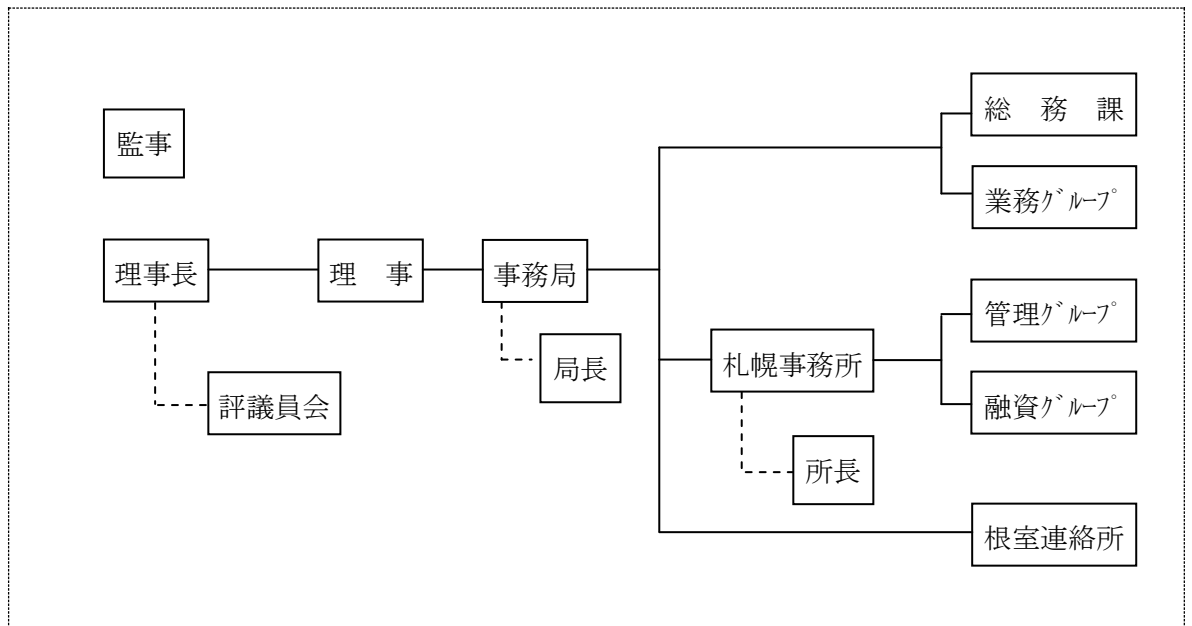 総　務　課
監事
業務ｸﾞﾙｰﾌﾟ
理事長
理　事
事務局
管理ｸﾞﾙｰﾌﾟ
局長
札幌事務所
評議員会
融資ｸﾞﾙｰﾌﾟ
所長
根室連絡所